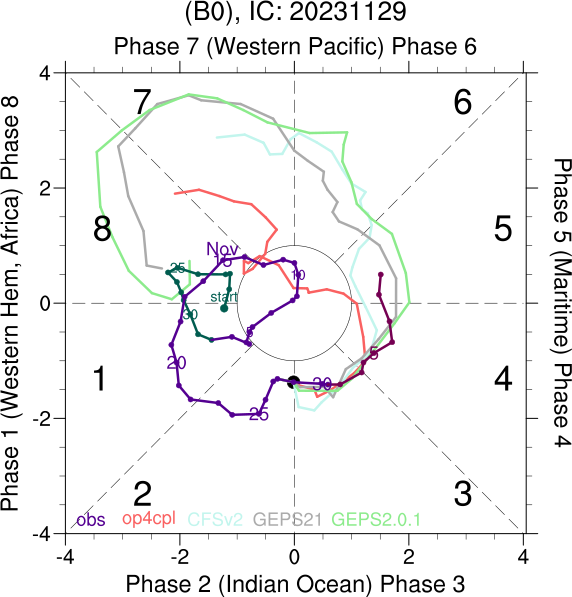 (B0), IC: 20231129
Phase 7 (Western Pacific) Phase 6
4
7
6
Phase 1 (Western Hem, Africa) Phase 8
Phase 5 (Maritime) Phase 4
2
8
5
Nov
15
25
10
start
0
30
5
5
20
1
30
4
25
-2
2
3
obs op4cpl CFSv2 GEPS21 GEPS2.0.1
-4
-4 -2 0 2 4
Phase 2 (Indian Ocean) Phase 3